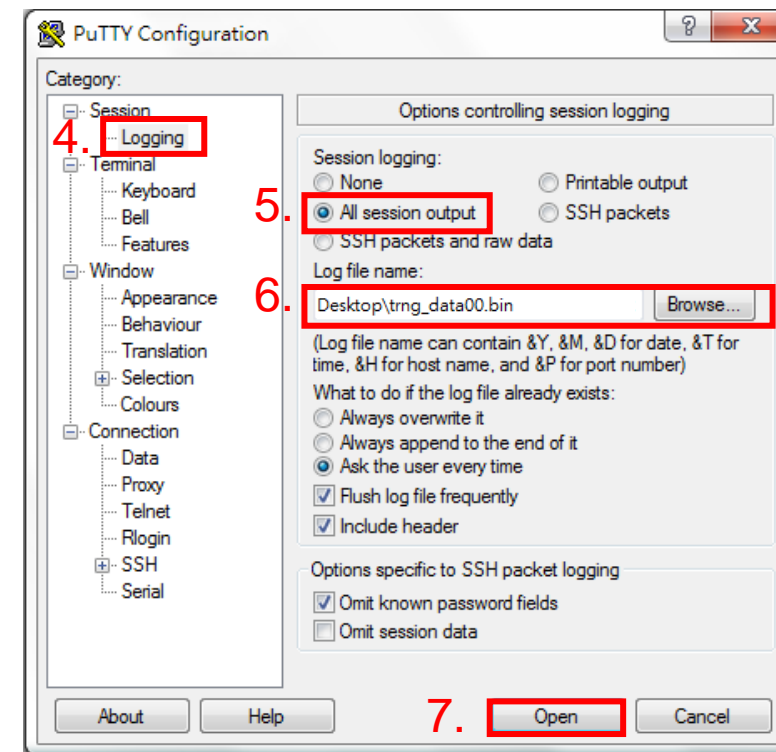 PuTTY Configuration
Category:
Session
4. Logging
Terminal
Keyboard
Bell
Features
Window
Appearance
Behaviour
Translation
Selection
Colours
Connection
Data
Proxy
Telnet
Rlogin
SSH
Serial
Options controlling session logging
Session logging:
None Printable output
5. All session output SSH packets
SSH packets and raw data
Log file name:
6. Desktop\trng_data00.bin Browse...
(Log file name can contain &Y, &M, &D for date, &T for
time, &H for host name, and &P for port number)
What to do if the log file already exists:
Always overwrite it
Always append to the end of it
Ask the user every time
Flush log file frequently
Include header
Options specific to SSH packet logging
Omit known password fields
Omit session data
About Help 7. Open Cancel